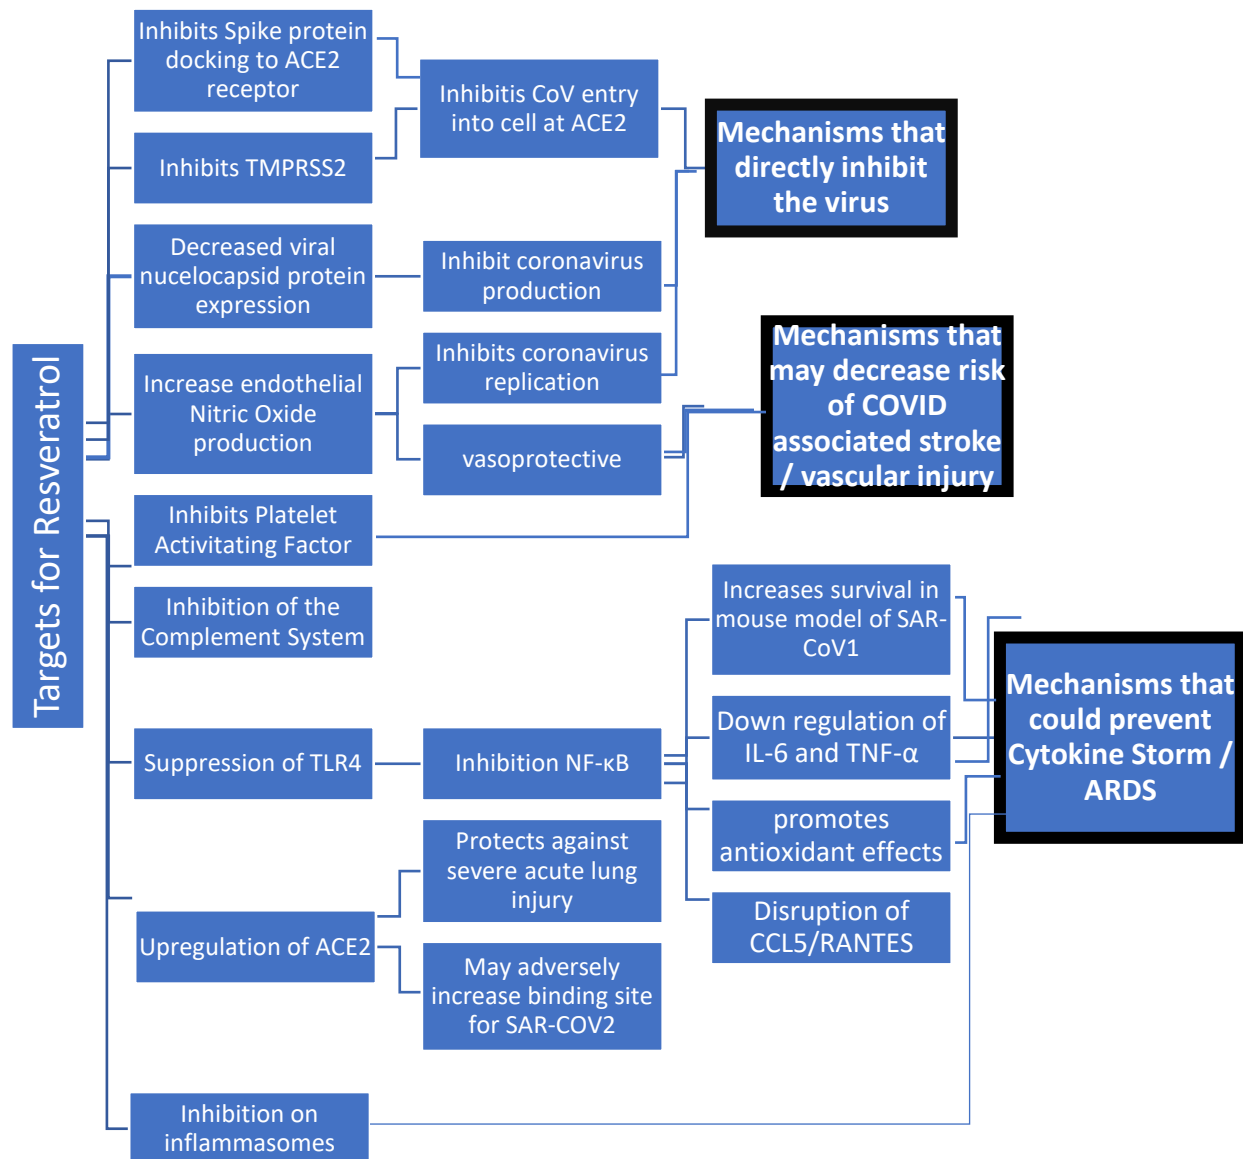 Targets for Resveratrol
Inhibits Spike protein
docking to ACE2
receptor
Inhibits TMPRSS2
Decreased viral
nucelocapsid protein
expression
Increase endothelial
Nitric Oxide
production
Inhibits Platelet
Activitating Factor
Inhibition of the
Complement System
Suppression of TLR4
Upregulation of ACE2
Inhibition on
inflammasomes
Inhibitis CoV entry
into cell at ACE2
Inhibit coronavirus
production
Inhibits coronavirus
replication
vasoprotective
Inhibition NF-κB
Protects against
severe acute lung
injury
May adversely
increase binding site
for SAR-COV2
Increases survival in
mouse model of SAR-
CoV1
Down regulation of
IL-6 and TNF-α
promotes
antioxidant effects
Disruption of
CCL5/RANTES
Mechanisms that
directly inhibit
the virus
Mechanisms that
may decrease risk
of COVID
associated stroke
/ vascular injury
Mechanisms that
could prevent
Cytokine Storm /
ARDS